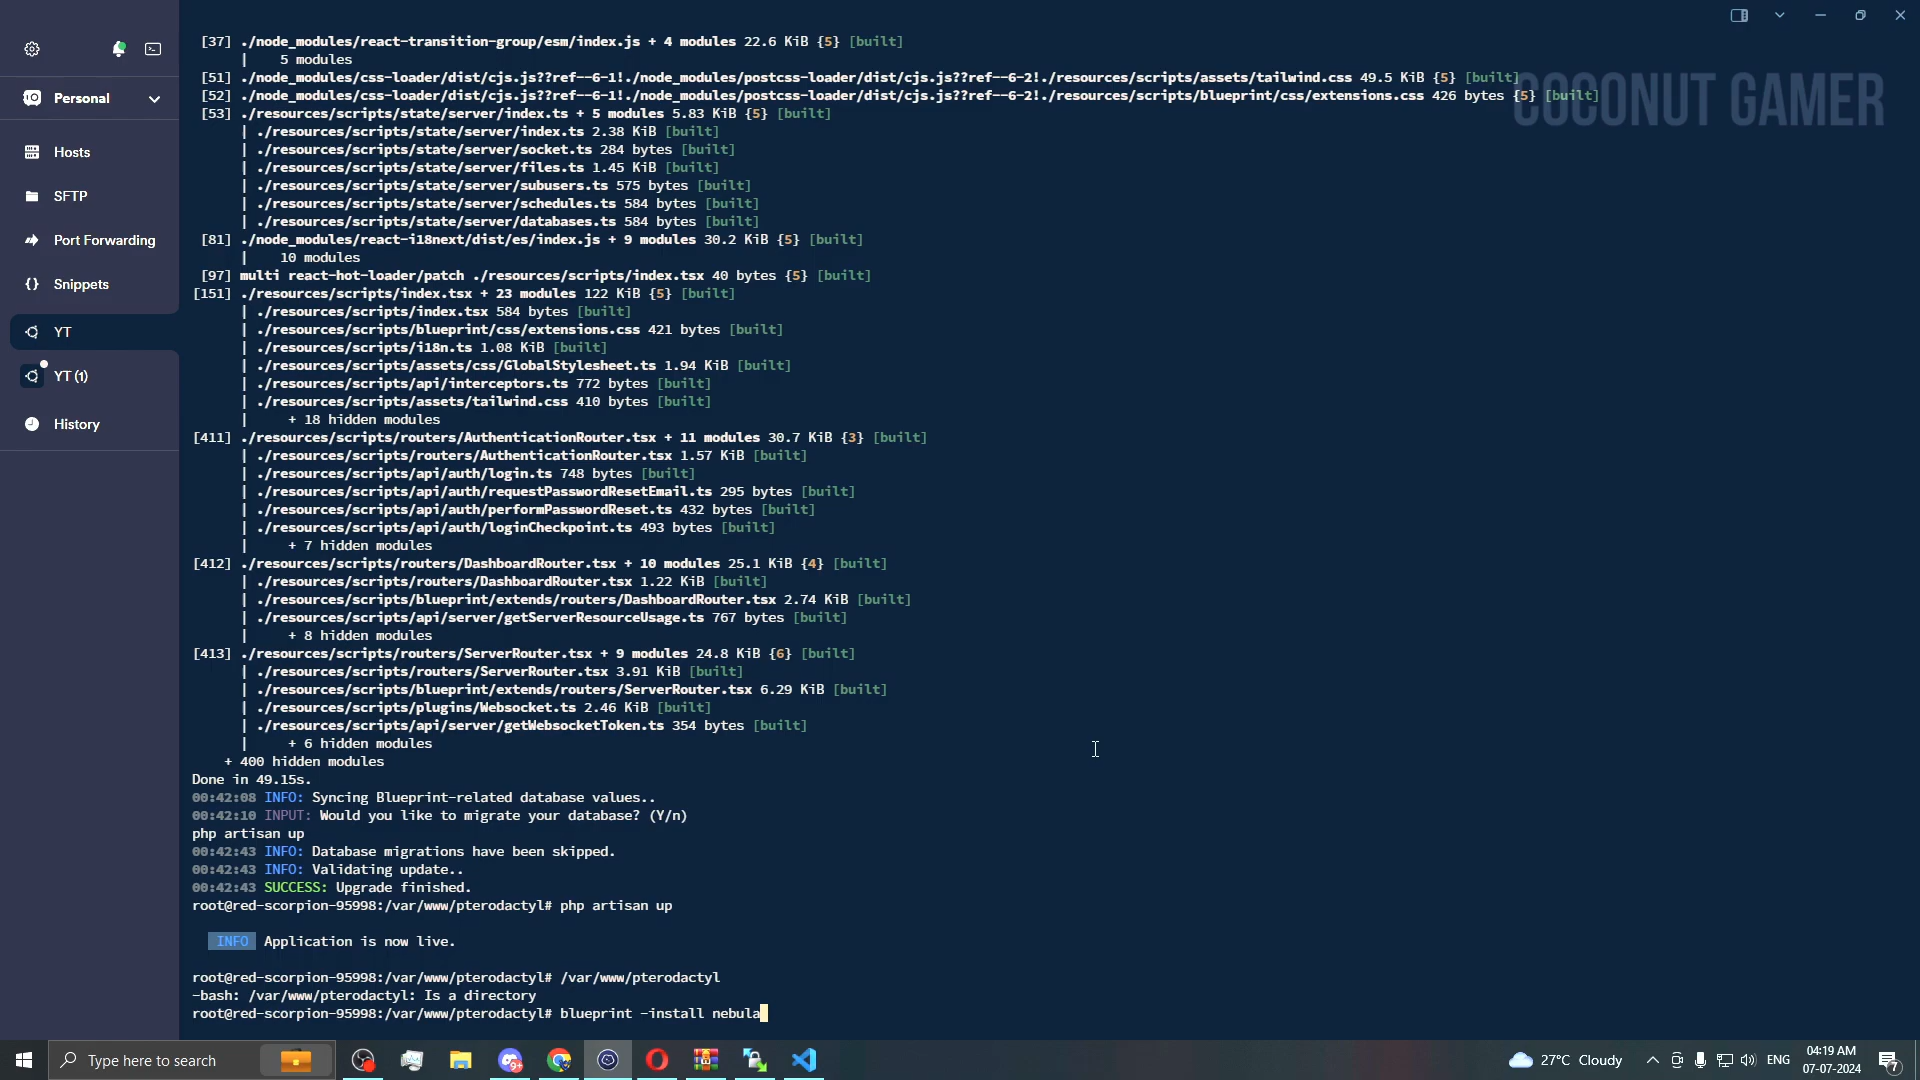 Personal
Hosts
SFTP
Port Forwarding
Snippets
YT
YT (1)
History
COCONUT GAMER
[37] ./node_modules/react-transition-group/esm/index.js + 4 modules 22.6 KiB {5} [built]
| 5 modules
[51] ./node_modules/css-loader/dist/cjs.js??ref--6-1!./node_modules/postcss-loader/dist/cjs.js??ref--6-2!./resources/scripts/assets/tailwind.css 49.5 KiB {5} [built]
[52] ./node_modules/css-loader/dist/cjs.js??ref--6-1!./node_modules/postcss-loader/dist/cjs.js??ref--6-2!./resources/scripts/blueprint/css/extensions.css 426 bytes {5} [built]
[53] ./resources/scripts/state/server/index.ts + 5 modules 5.83 KiB {5} [built]
| ./resources/scripts/state/server/index.ts 2.38 KiB [built]
| ./resources/scripts/state/server/socket.ts 284 bytes [built]
| ./resources/scripts/state/server/files.ts 1.45 KiB [built]
| ./resources/scripts/state/server/subusers.ts 575 bytes [built]
| ./resources/scripts/state/server/schedules.ts 584 bytes [built]
| ./resources/scripts/state/server/databases.ts 584 bytes [built]
[81] ./node_modules/react-i18next/dist/es/index.js + 9 modules 30.2 KiB {5} [built]
| 10 modules
[97] multi react-hot-loader/patch ./resources/scripts/index.tsx 40 bytes {5} [built]
[151] ./resources/scripts/index.tsx + 23 modules 122 KiB {5} [built]
| ./resources/scripts/index.tsx 584 bytes [built]
| ./resources/scripts/blueprint/css/extensions.css 421 bytes [built]
| ./resources/scripts/i18n.ts 1.08 KiB [built]
| ./resources/scripts/assets/css/GlobalStylesheet.ts 1.94 KiB [built]
| ./resources/scripts/api/interceptors.ts 772 bytes [built]
| ./resources/scripts/assets/tailwind.css 410 bytes [built]
| + 18 hidden modules
[411] ./resources/scripts/routers/AuthenticationRouter.tsx + 11 modules 30.7 KiB {3} [built]
| ./resources/scripts/routers/AuthenticationRouter.tsx 1.57 KiB [built]
| ./resources/scripts/api/auth/login.ts 748 bytes [built]
| ./resources/scripts/api/auth/requestPasswordResetEmail.ts 295 bytes [built]
| ./resources/scripts/api/auth/performPasswordReset.ts 432 bytes [built]
| ./resources/scripts/api/auth/loginCheckpoint.ts 493 bytes [built]
| + 7 hidden modules
[412] ./resources/scripts/routers/DashboardRouter.tsx + 10 modules 25.1 KiB {4} [built]
| ./resources/scripts/routers/DashboardRouter.tsx 1.22 KiB [built]
| ./resources/scripts/blueprint/extends/routers/DashboardRouter.tsx 2.74 KiB [built]
| ./resources/scripts/api/server/getServerResourceUsage.ts 767 bytes [built]
| + 8 hidden modules
[413] ./resources/scripts/routers/ServerRouter.tsx + 9 modules 24.8 KiB {6} [built]
| ./resources/scripts/routers/ServerRouter.tsx 3.91 KiB [built]
| ./resources/scripts/blueprint/extends/routers/ServerRouter.tsx 6.29 KiB [built]
| ./resources/scripts/plugins/Websocket.ts 2.46 KiB [built]
| ./resources/scripts/api/server/getWebsocketToken.ts 354 bytes [built]
| + 6 hidden modules
+ 400 hidden modules
Done in 49.15s.
00:42:08 INFO: Syncing Blueprint-related database values..
00:42:10 INPUT: Would you like to migrate your database? (Y/n)
php artisan up
00:42:43 INFO: Database migrations have been skipped.
00:42:43 INFO: Validating update..
00:42:43 SUCCESS: Upgrade finished.
root@red-scorpion-95998:/var/www/pterodactyl# php artisan up
INFO Application is now live.
root@red-scorpion-95998:/var/www/pterodactyl# /var/www/pterodactyl
-bash: /var/www/pterodactyl: Is a directory
root@red-scorpion-95998:/var/www/pterodactyl# blueprint -install nebula
Type here to search
9+
27°C Cloudy
ENG
04:19 AM
07-07-2024
7